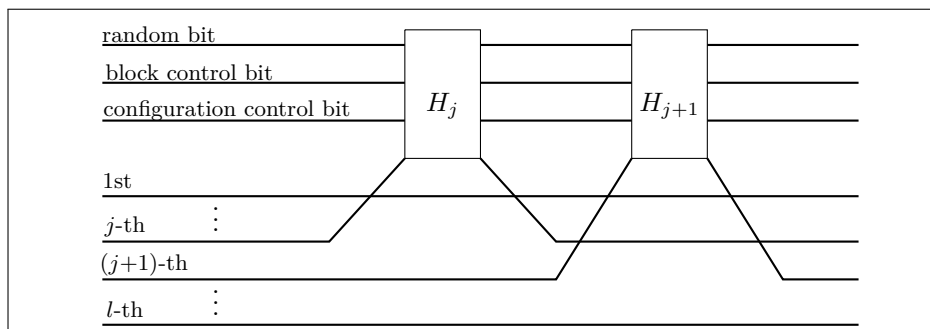 random bit
block control bit
configuration control bit
H_j
H_{j+1}
1st
⋮
j-th
(j+1)-th
⋮
l-th